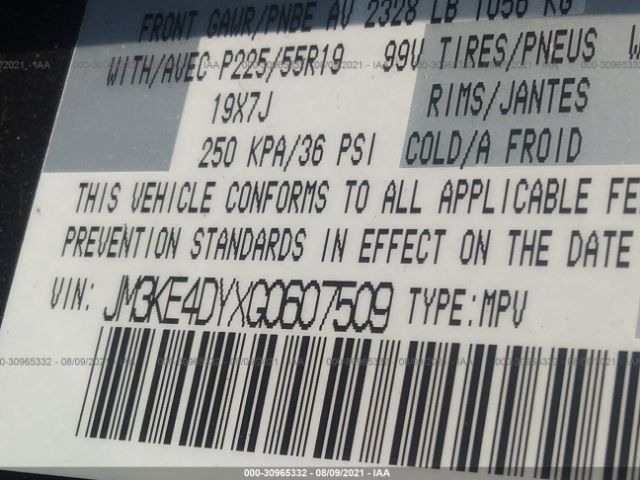 FRONT GAWR/PNBE AV 2328 LB 1056 KG
WITH/AVEC P225/55R19 99V TIRES/PNEUS
19X7J RIMS/JANTES
250 KPA/36 PSI COLD/A FROID
THIS VEHICLE CONFORMS TO ALL APPLICABLE FE
PREVENTION STANDARDS IN EFFECT ON THE DATE
VIN: JM3KE4DYXG0607509 TYPE:MPV
000-30965332 - 08/09/2021 - IAA